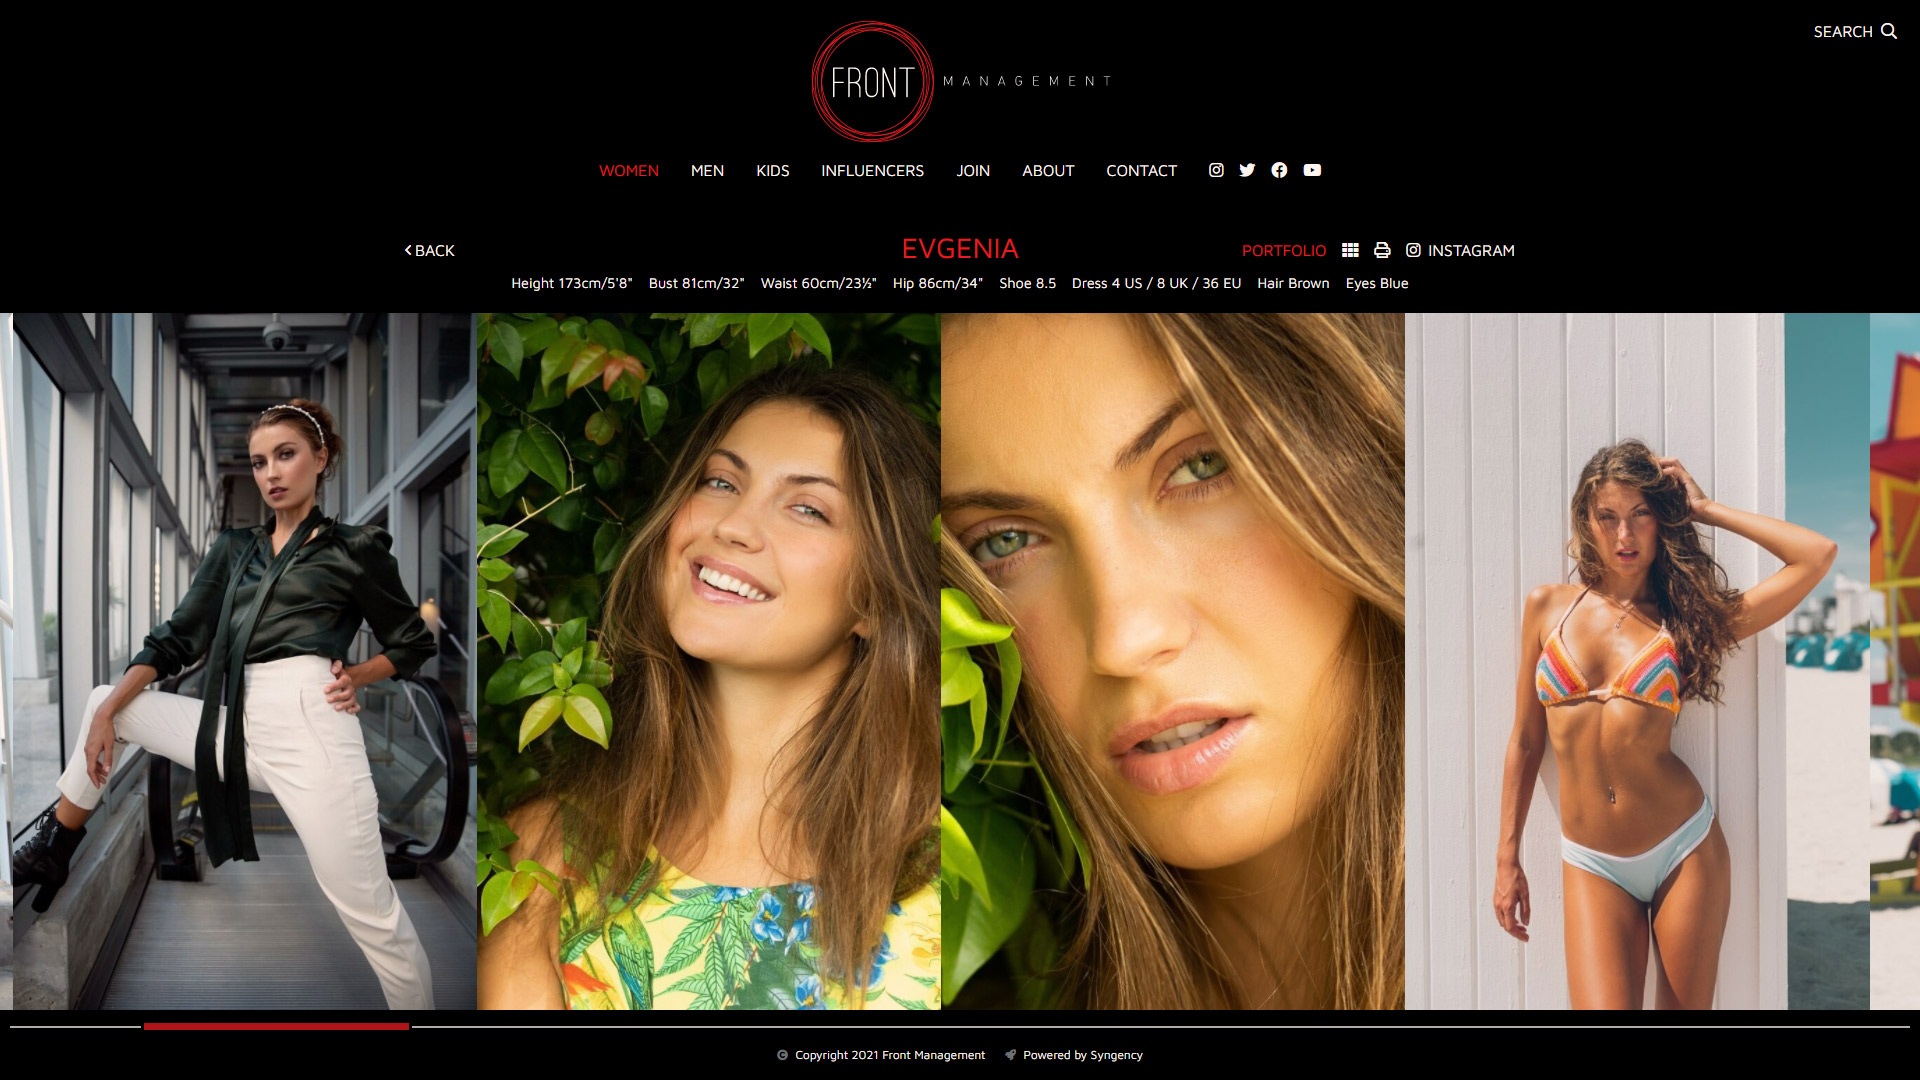 SEARCH
FRONT MANAGEMENT
WOMEN MEN KIDS INFLUENCERS JOIN ABOUT CONTACT
BACK EVGENIA PORTFOLIO INSTAGRAM
Height 173cm/5'8" Bust 81cm/32" Waist 60cm/23½" Hip 86cm/34" Shoe 8.5 Dress 4 US / 8 UK / 36 EU Hair Brown Eyes Blue
© Copyright 2021 Front Management Powered by Syngency